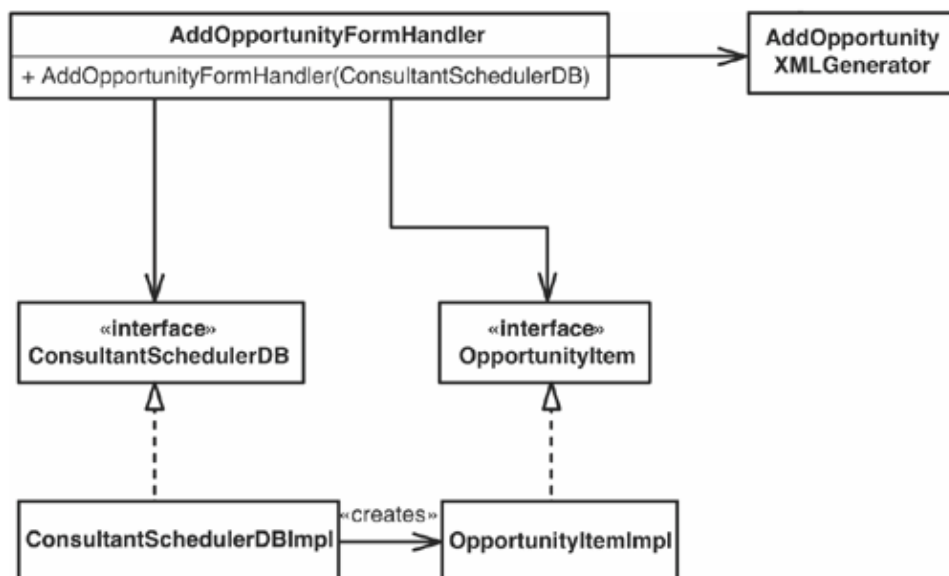 AddOpportunityFormHandler
+ AddOpportunityFormHandler(ConsultantSchedulerDB)
AddOpportunity
XMLGenerator
«interface»
ConsultantSchedulerDB
«interface»
OpportunityItem
ConsultantSchedulerDBImpl
«creates»
OpportunityItemImpl